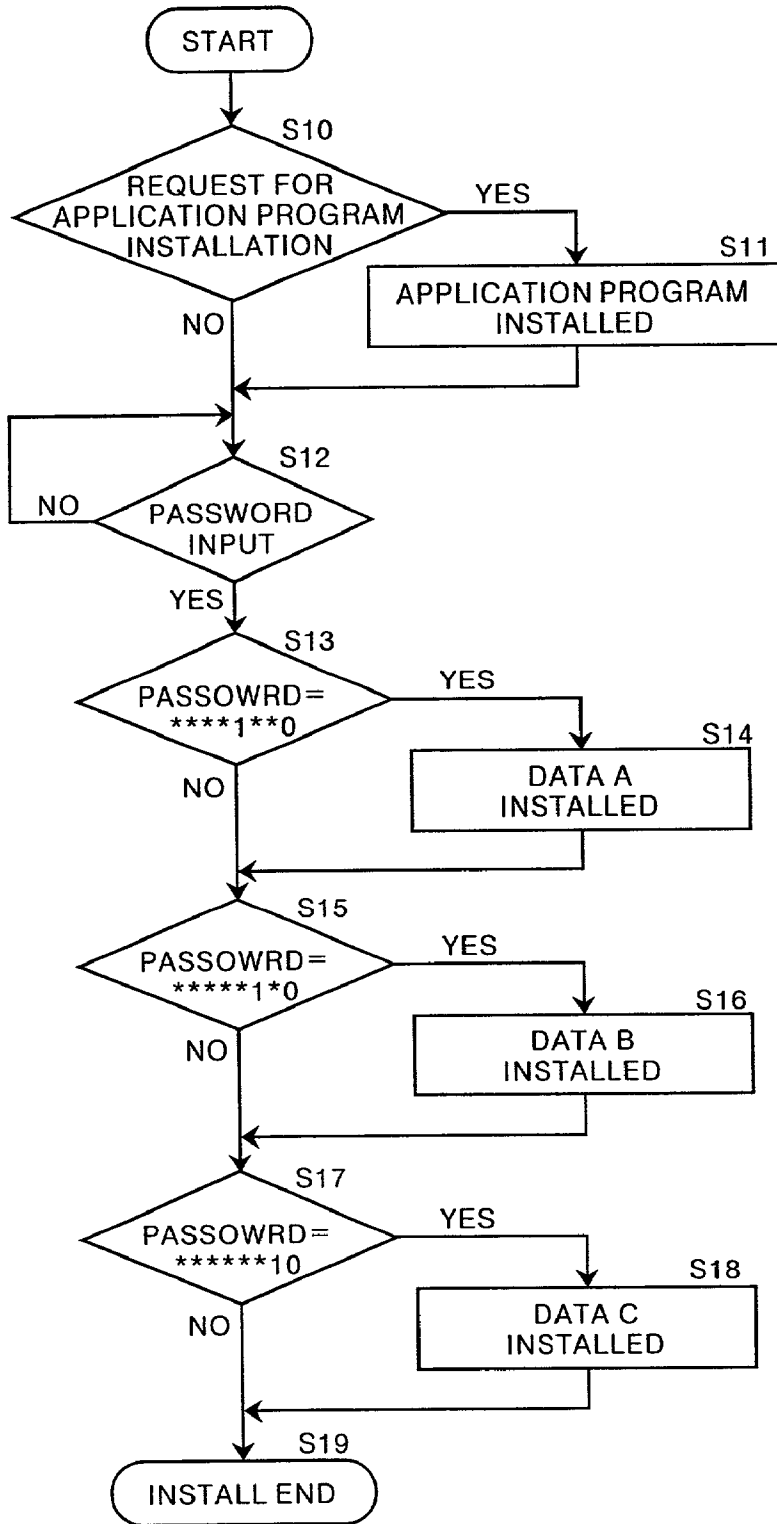 START
S10
REQUEST FOR
APPLICATION PROGRAM
INSTALLATION
YES
S11
APPLICATION PROGRAM
INSTALLED
NO
S12
NO
PASSWORD
INPUT
YES
S13
PASSOWRD=
****1**0
YES
S14
DATA A
INSTALLED
NO
S15
PASSOWRD=
*****1*0
YES
S16
DATA B
INSTALLED
NO
S17
PASSOWRD=
******10
YES
S18
DATA C
INSTALLED
NO
S19
INSTALL END